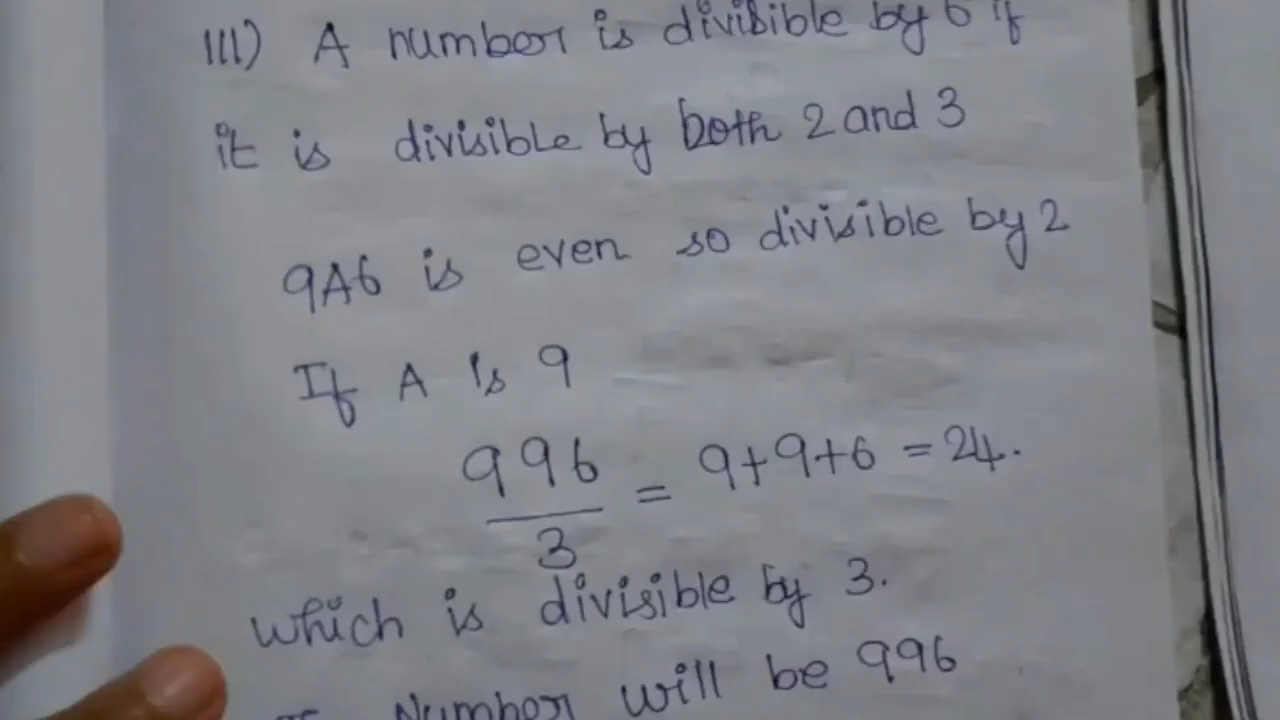 III) A number is divisible by 6 if
it is divisible by both 2 and 3
9A6 is even so divisible by 2
If A is 9
996/3 = 9+9+6 = 24.
which is divisible by 3.
Number will be 996